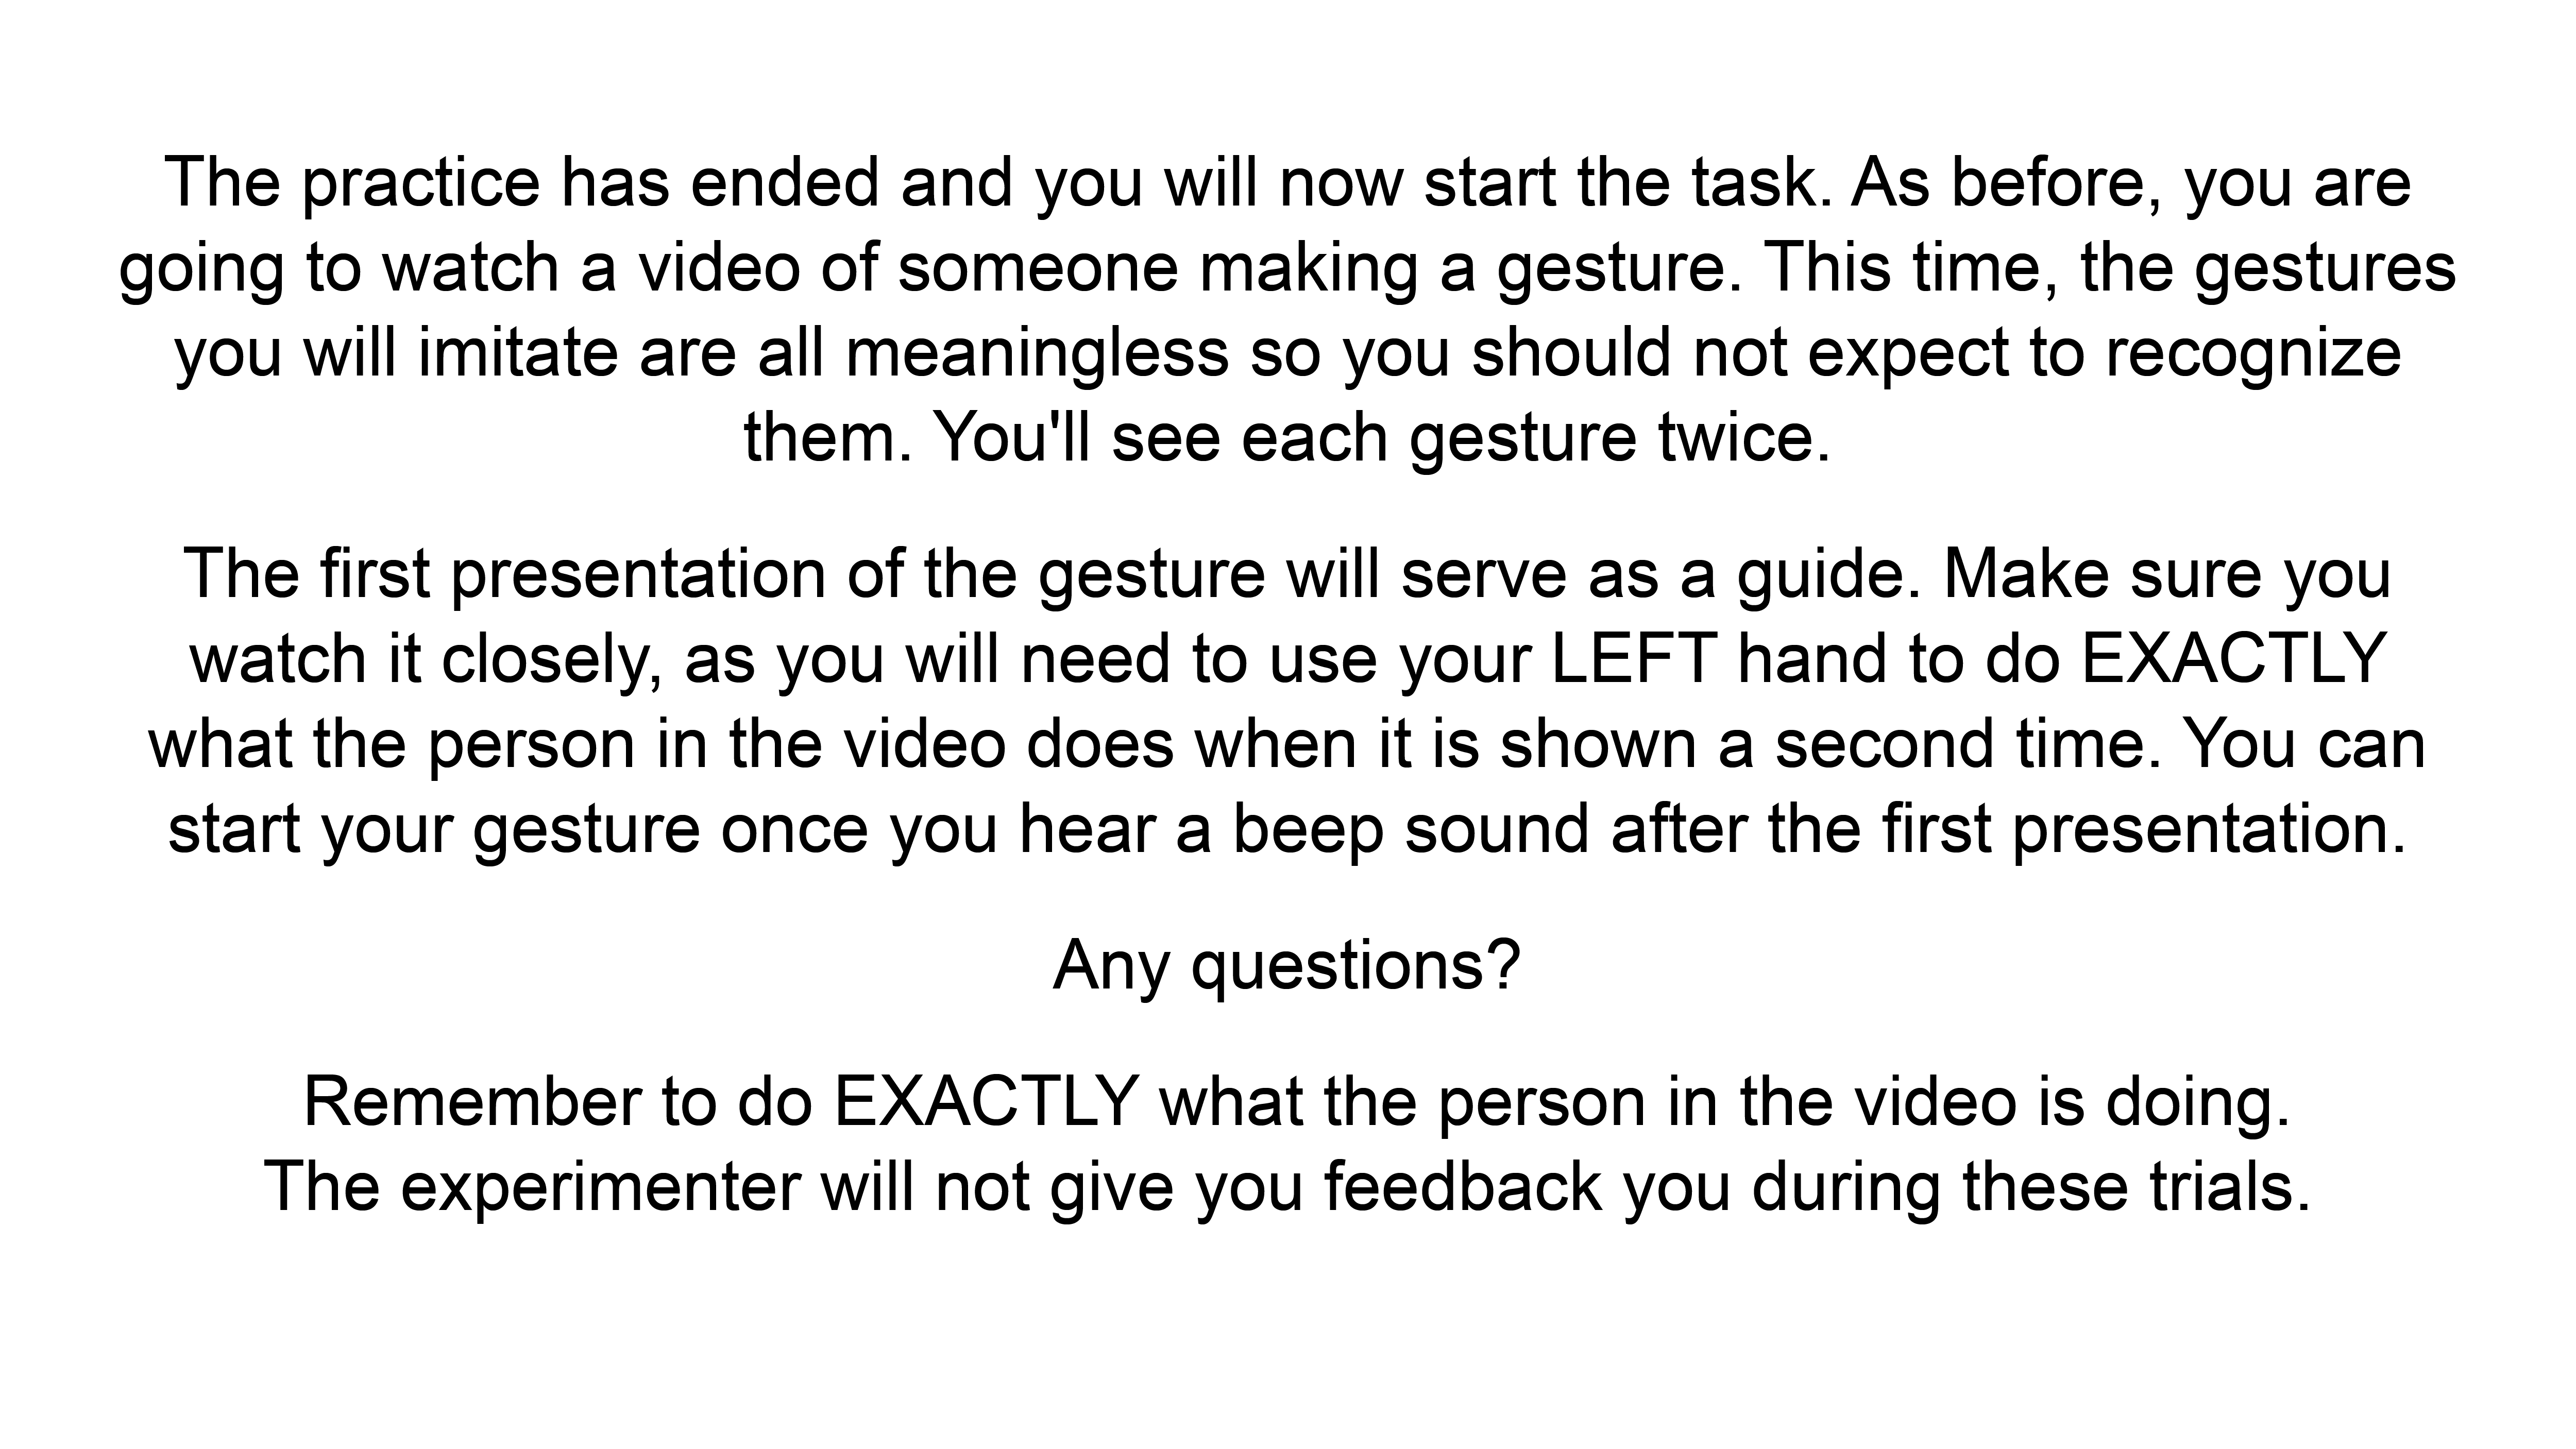 The practice has ended and you will now start the task. As before, you are
going to watch a video of someone making a gesture. This time, the gestures
you will imitate are all meaningless so you should not expect to recognize
them. You'll see each gesture twice.
The first presentation of the gesture will serve as a guide. Make sure you
watch it closely, as you will need to use your LEFT hand to do EXACTLY
what the person in the video does when it is shown a second time. You can
start your gesture once you hear a beep sound after the first presentation.
Any questions?
Remember to do EXACTLY what the person in the video is doing.
The experimenter will not give you feedback you during these trials.